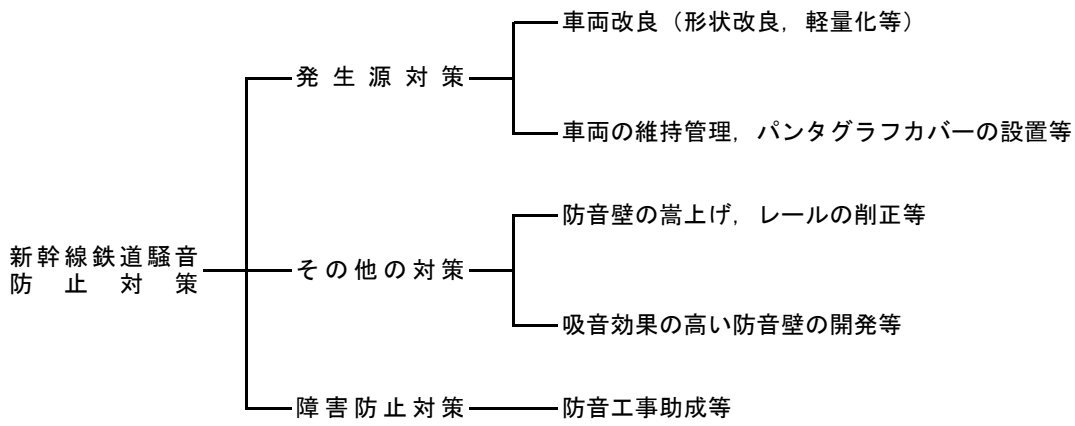 車両改良（形状改良，軽量化等）
発生源対策
車両の維持管理，パンタグラフカバーの設置等
防音壁の嵩上げ，レールの削正等
新幹線鉄道騒音
防止対策
その他の対策
吸音効果の高い防音壁の開発等
障害防止対策
防音工事助成等